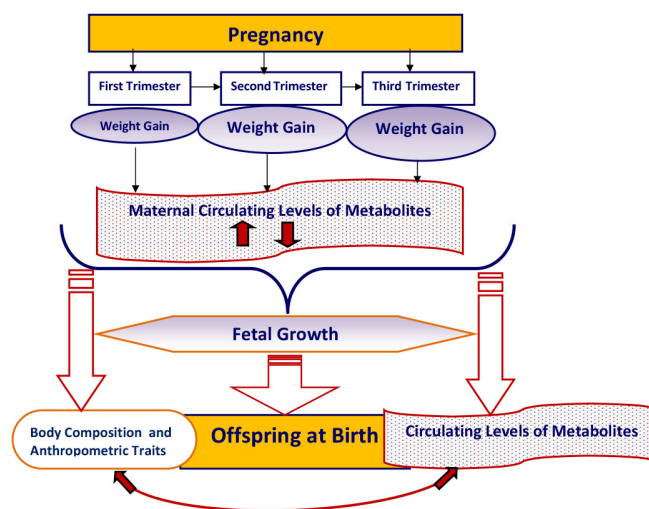 Pregnancy
First Trimester
Second Trimester
Third Trimester
Weight Gain
Weight Gain
Weight Gain
Maternal Circulating Levels of Metabolites
Fetal Growth
Body Composition and
Anthropometric Traits
Offspring at Birth
Circulating Levels of Metabolites